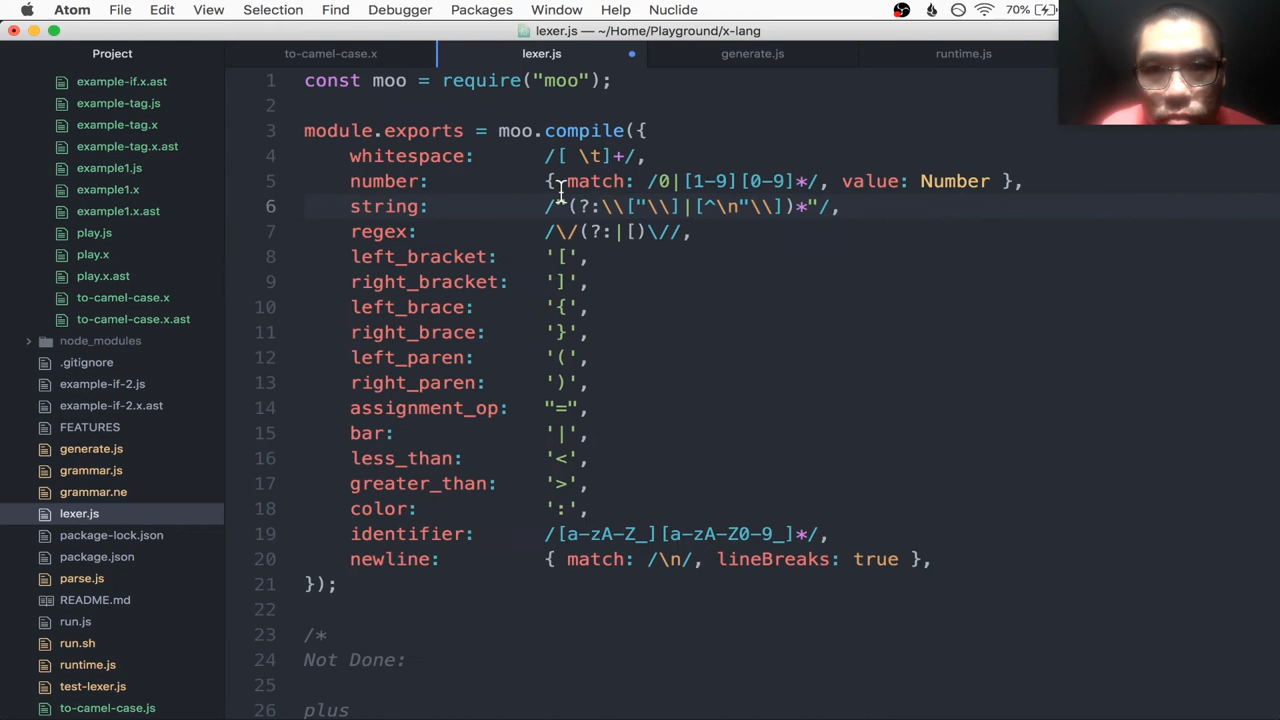 Atom File Edit View Selection Find Debugger Packages Window Help Nuclide 70%
lexer.js — ~/Home/Playground/x-lang
Project to-camel-case.x lexer.js generate.js runtime.js
example-if.x.ast
example-tag.js
example-tag.x
example-tag.x.ast
example1.js
example1.x
example1.x.ast
play.js
play.x
play.x.ast
to-camel-case.x
to-camel-case.x.ast
node_modules
.gitignore
example-if-2.js
example-if-2.x.ast
FEATURES
generate.js
grammar.js
grammar.ne
lexer.js
package-lock.json
package.json
parse.js
README.md
run.js
run.sh
runtime.js
test-lexer.js
to-camel-case.js
1 const moo = require("moo");
2
3 module.exports = moo.compile({
4 whitespace: /[ \t]+/,
5 number: { match: /0|[1-9][0-9]*/, value: Number },
6 string: /"(?:\\["\\]|[^\n"\\])*"/,
7 regex: /\/(?:|[)\//,
8 left_bracket: '[',
9 right_bracket: ']',
10 left_brace: '{',
11 right_brace: '}',
12 left_paren: '(',
13 right_paren: ')',
14 assignment_op: "=",
15 bar: '|',
16 less_than: '<',
17 greater_than: '>',
18 color: ':',
19 identifier: /[a-zA-Z_][a-zA-Z0-9_]*/,
20 newline: { match: /\n/, lineBreaks: true },
21 });
22
23 /*
24 Not Done:
25
26 plus